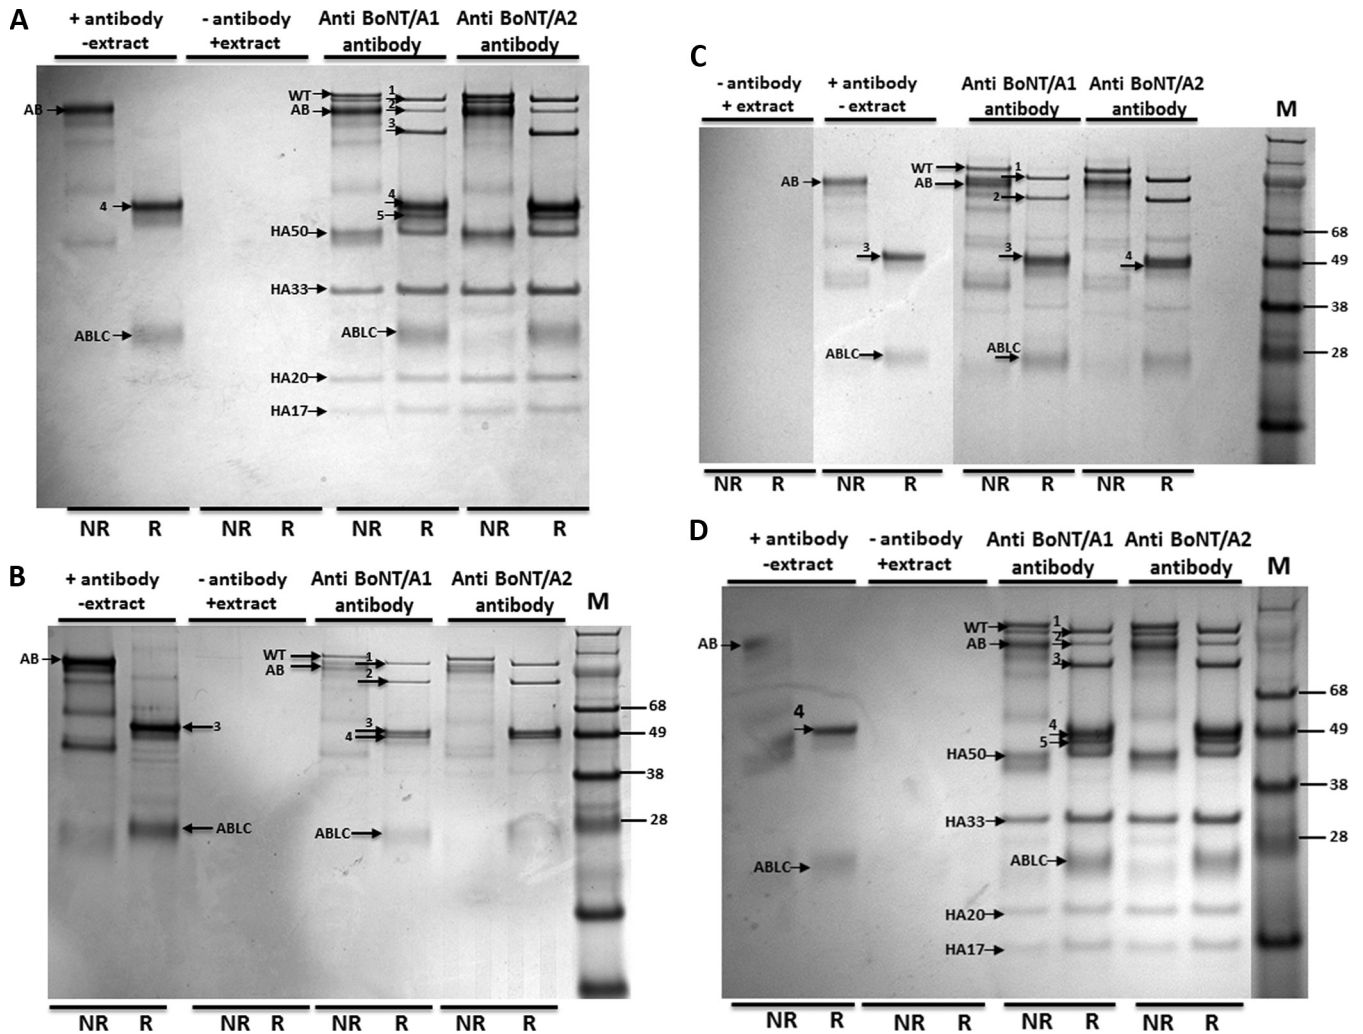 A
+ antibody
-extract
- antibody
+extract
Anti BoNT/A1
antibody
Anti BoNT/A2
antibody
AB
4
ABLC
WT
AB
1
2
3
4
5
HA50
HA33
ABLC
HA20
HA17
NR R NR R NR R NR R
B
+ antibody
-extract
- antibody
+extract
Anti BoNT/A1
antibody
Anti BoNT/A2
antibody
M
AB
3
ABLC
WT
AB
1
2
3
4
ABLC
68
49
38
28
NR R NR R NR R NR R
C
- antibody
+ extract
+ antibody
- extract
Anti BoNT/A1
antibody
Anti BoNT/A2
antibody
M
AB
3
ABLC
WT
AB
1
2
3
ABLC
4
68
49
38
28
NR R NR R NR R NR R
D
+ antibody
-extract
- antibody
+extract
Anti BoNT/A1
antibody
Anti BoNT/A2
antibody
M
AB
4
ABLC
WT
AB
1
2
3
4
5
HA50
HA33
ABLC
HA20
HA17
68
49
38
28
NR R NR R NR R NR R